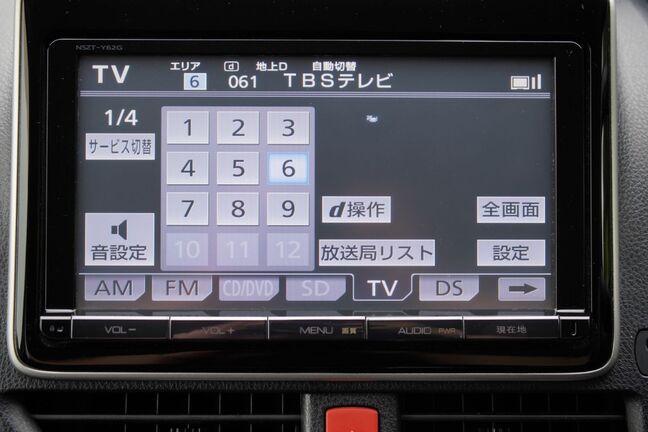 NSZT-Y62G
TV エリア 6 d 地上D 自動切替
061 TBSテレビ
1/4
サービス切替
1 2 3
4 5 6
7 8 9
10 11 12
d操作 全画面
音設定 放送局リスト 設定
AM FM CD/DVD SD TV DS →
VOL− VOL+ MENU 画質 AUDIO PWR 現在地